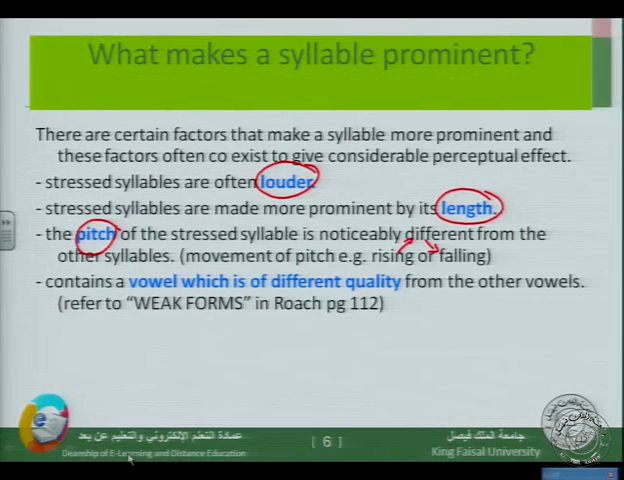 What makes a syllable prominent?
There are certain factors that make a syllable more prominent and
these factors often co exist to give considerable perceptual effect.
- stressed syllables are often louder.
- stressed syllables are made more prominent by its length.
- the pitch of the stressed syllable is noticeably different from the
other syllables. (movement of pitch e.g. rising or falling)
- contains a vowel which is of different quality from the other vowels.
(refer to “WEAK FORMS” in Roach pg 112)
عمادة التعلم الإلكتروني والتعليم عن بعد
Deanship of E-Learning and Distance Education
[ 6 ]
جامعة الملك فيصل
King Faisal University